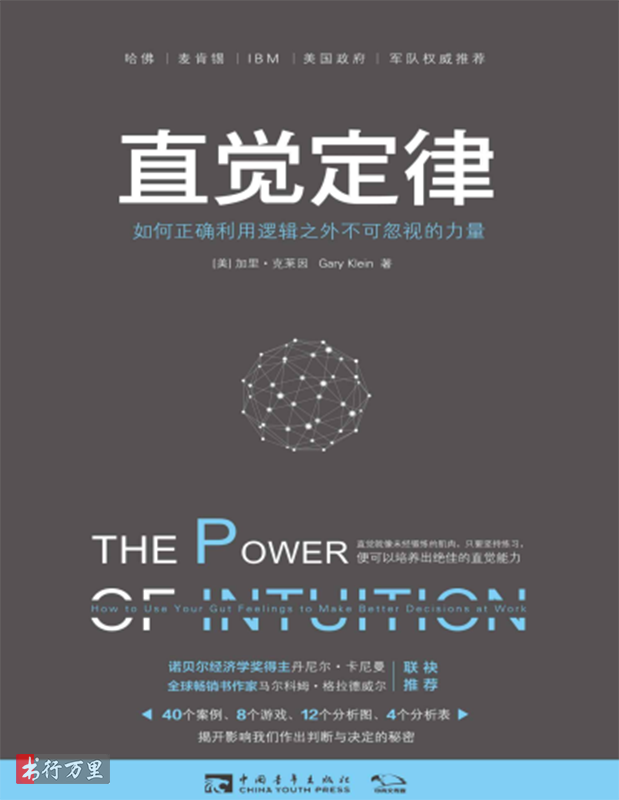 哈佛 | 麦肯锡 | IBM | 美国政府 | 军队权威推荐
直觉定律
如何正确利用逻辑之外不可忽视的力量
[美] 加里·克莱因 Gary Klein 著
THE POWER
直觉就像未经锻炼的肌肉，只要坚持练习，
便可以培养出绝佳的直觉能力
OF INTUITION
How to Use Your Gut Feelings to Make Better Decisions at Work
诺贝尔经济学奖得主丹尼尔·卡尼曼
全球畅销书作家马尔科姆·格拉德威尔
联袂
推荐
40个案例、8个游戏、12个分析图、4个分析表
揭开影响我们作出判断与决定的秘密
书行万里
中国青年出版社
CHINA YOUTH PRESS